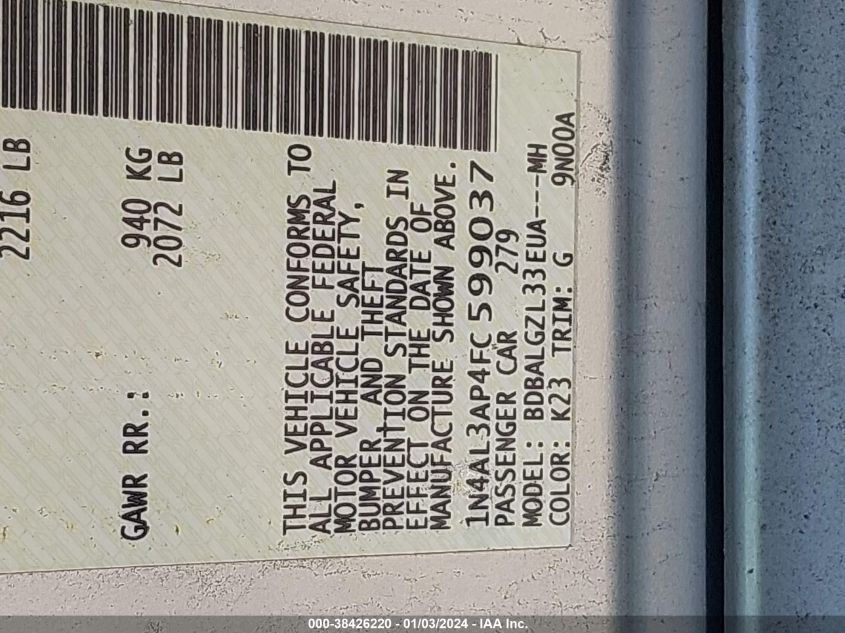 2216 LB
GAWR RR.: 940 KG
2072 LB
THIS VEHICLE CONFORMS TO
ALL APPLICABLE FEDERAL
MOTOR VEHICLE SAFETY,
BUMPER AND THEFT
PREVENTION STANDARDS IN
EFFECT ON THE DATE OF
MANUFACTURE SHOWN ABOVE.
1N4AL3AP4FC599037
PASSENGER CAR 279
MODEL: BDBALGZL33EUA---MH
COLOR: K23 TRIM: G 9N00A
000-38426220 - 01/03/2024 - IAA Inc.